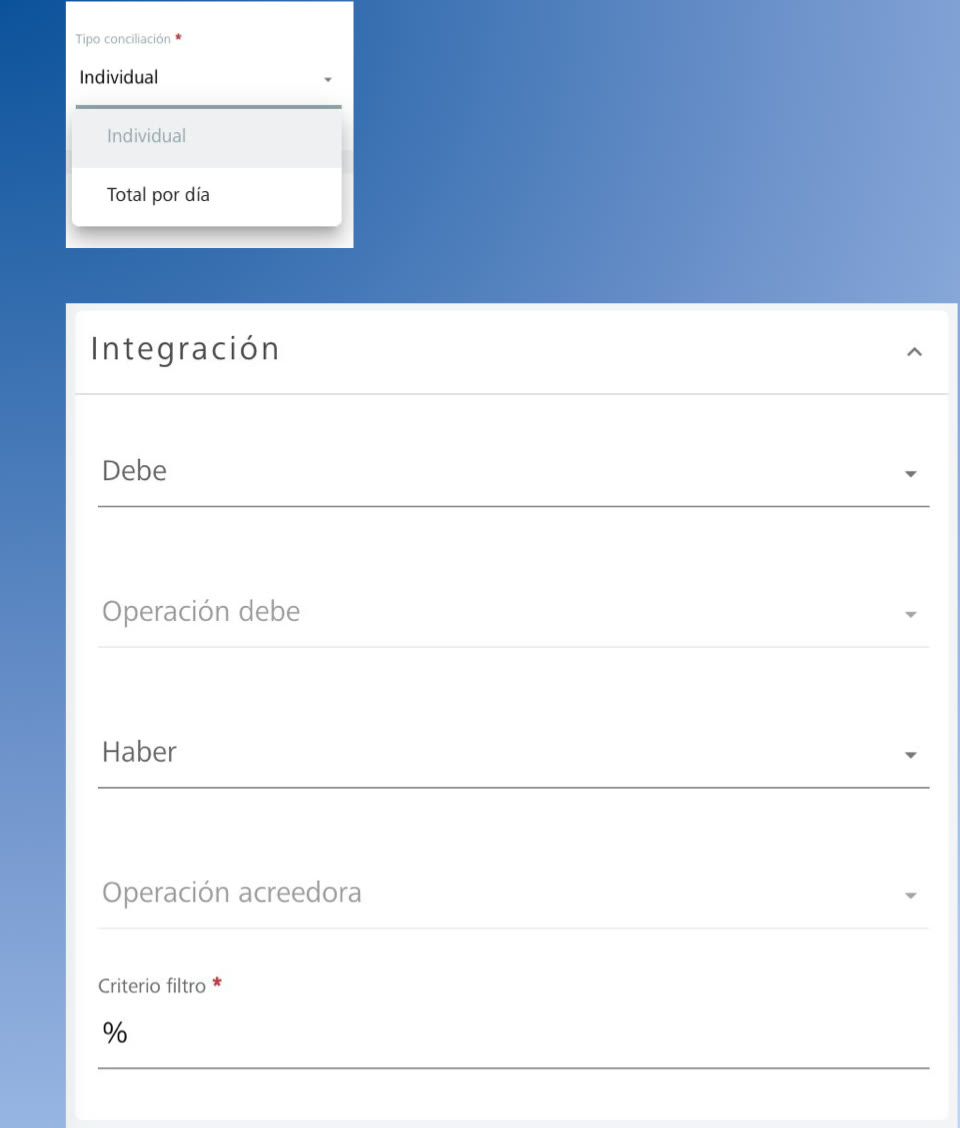 Tipo conciliación *
Individual
Individual
Total por día
Integración
Debe
Operación debe
Haber
Operación acreedora
Criterio filtro *
%